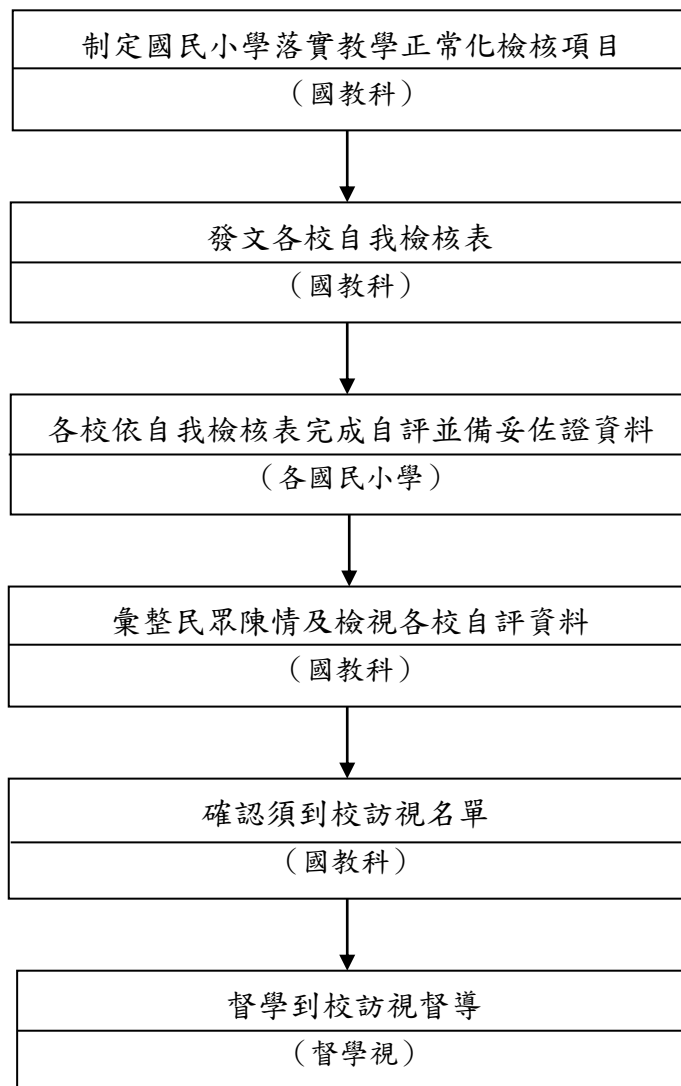 制定國民小學落實教學正常化檢核項目
（國教科）
發文各校自我檢核表
（國教科）
各校依自我檢核表完成自評並備妥佐證資料
（各國民小學）
彙整民眾陳情及檢視各校自評資料
（國教科）
確認須到校訪視名單
（國教科）
督學到校訪視督導
（督學視）